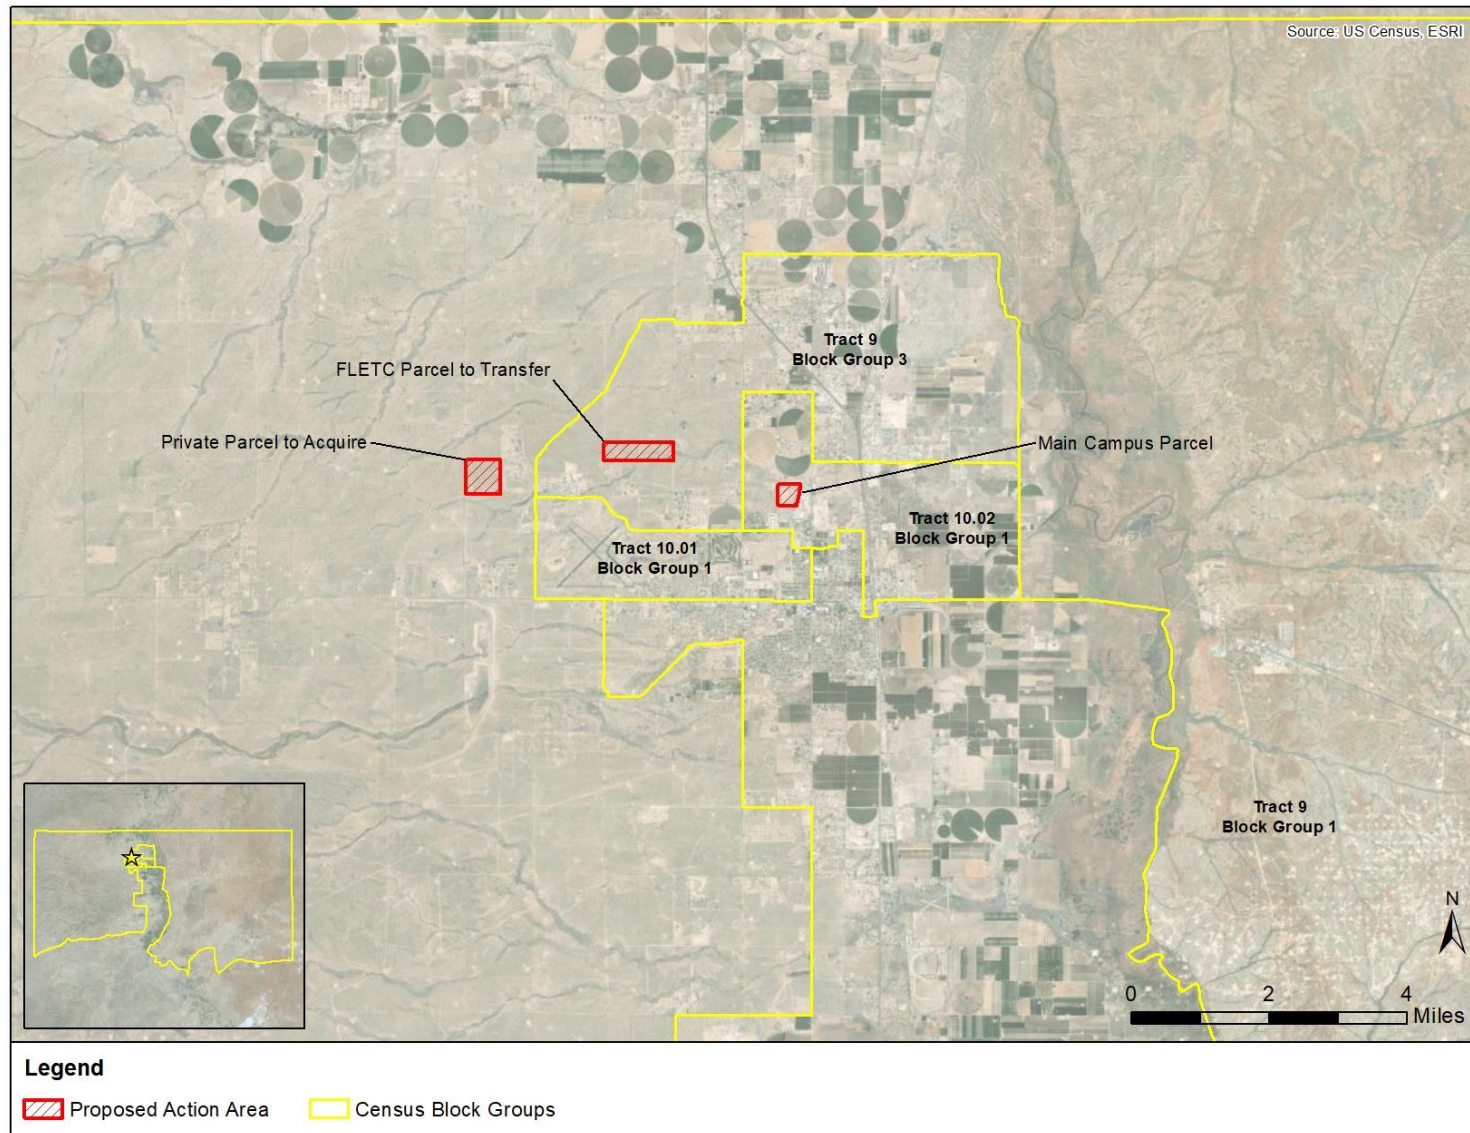 Source: US Census, ESRI
Tract 9
Block Group 3
FLETC Parcel to Transfer
Private Parcel to Acquire
Main Campus Parcel
Tract 10.02
Block Group 1
Tract 10.01
Block Group 1
Tract 9
Block Group 1
N
0 2 4
Miles
Legend
Proposed Action Area Census Block Groups